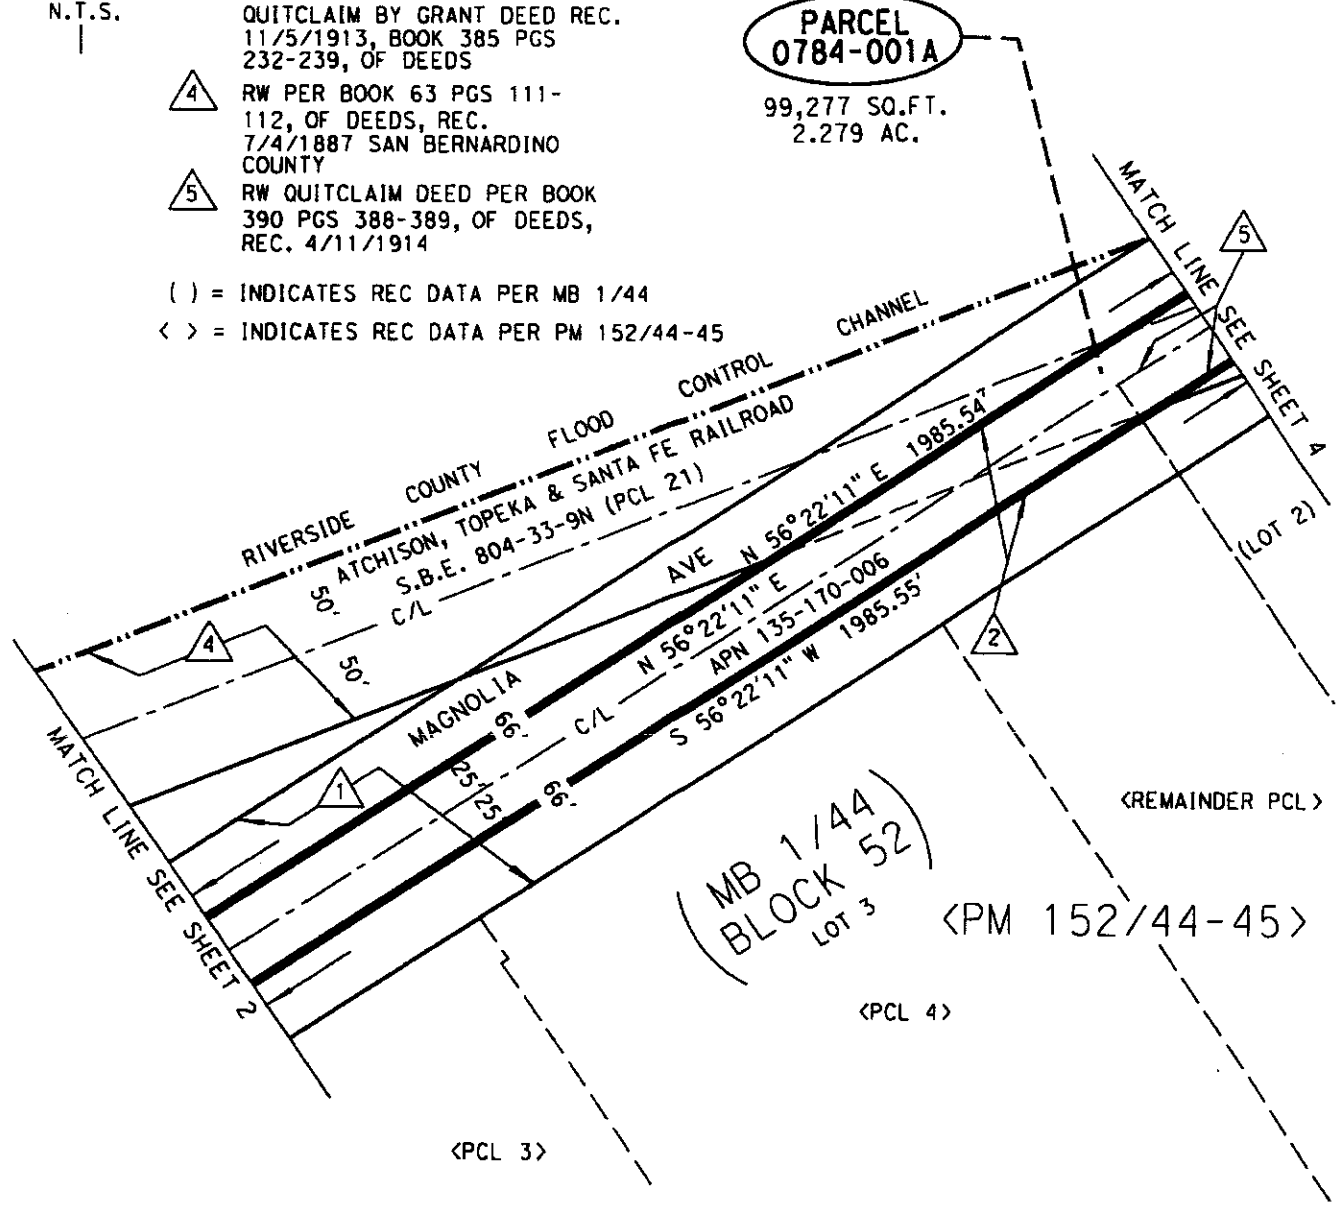 N.T.S.
QUITCLAIM BY GRANT DEED REC.
11/5/1913, BOOK 385 PGS
232-239, OF DEEDS
4 RW PER BOOK 63 PGS 111-
112, OF DEEDS, REC.
7/4/1887 SAN BERNARDINO
COUNTY
5 RW QUITCLAIM DEED PER BOOK
390 PGS 388-389, OF DEEDS,
REC. 4/11/1914
( ) = INDICATES REC DATA PER MB 1/44
< > = INDICATES REC DATA PER PM 152/44-45
PARCEL
0784-001A
99,277 SQ.FT.
2.279 AC.
MATCH LINE SEE SHEET 4
5
RIVERSIDE COUNTY FLOOD CONTROL CHANNEL
ATCHISON, TOPEKA & SANTA FE RAILROAD
S.B.E. 804-33-9N (PCL 21)
50'
C/L
50'
4
MAGNOLIA AVE
N 56°22'11" E 1985.54'
66'
N 56°22'11" E
C/L
APN 135-170-006
S 56°22'11" W 1985.55'
66'
25'
25'
1
2
(LOT 2)
MATCH LINE SEE SHEET 2
(MB 1/44
BLOCK 52
LOT 3)
<REMAINDER PCL>
<PM 152/44-45>
<PCL 4>
<PCL 3>